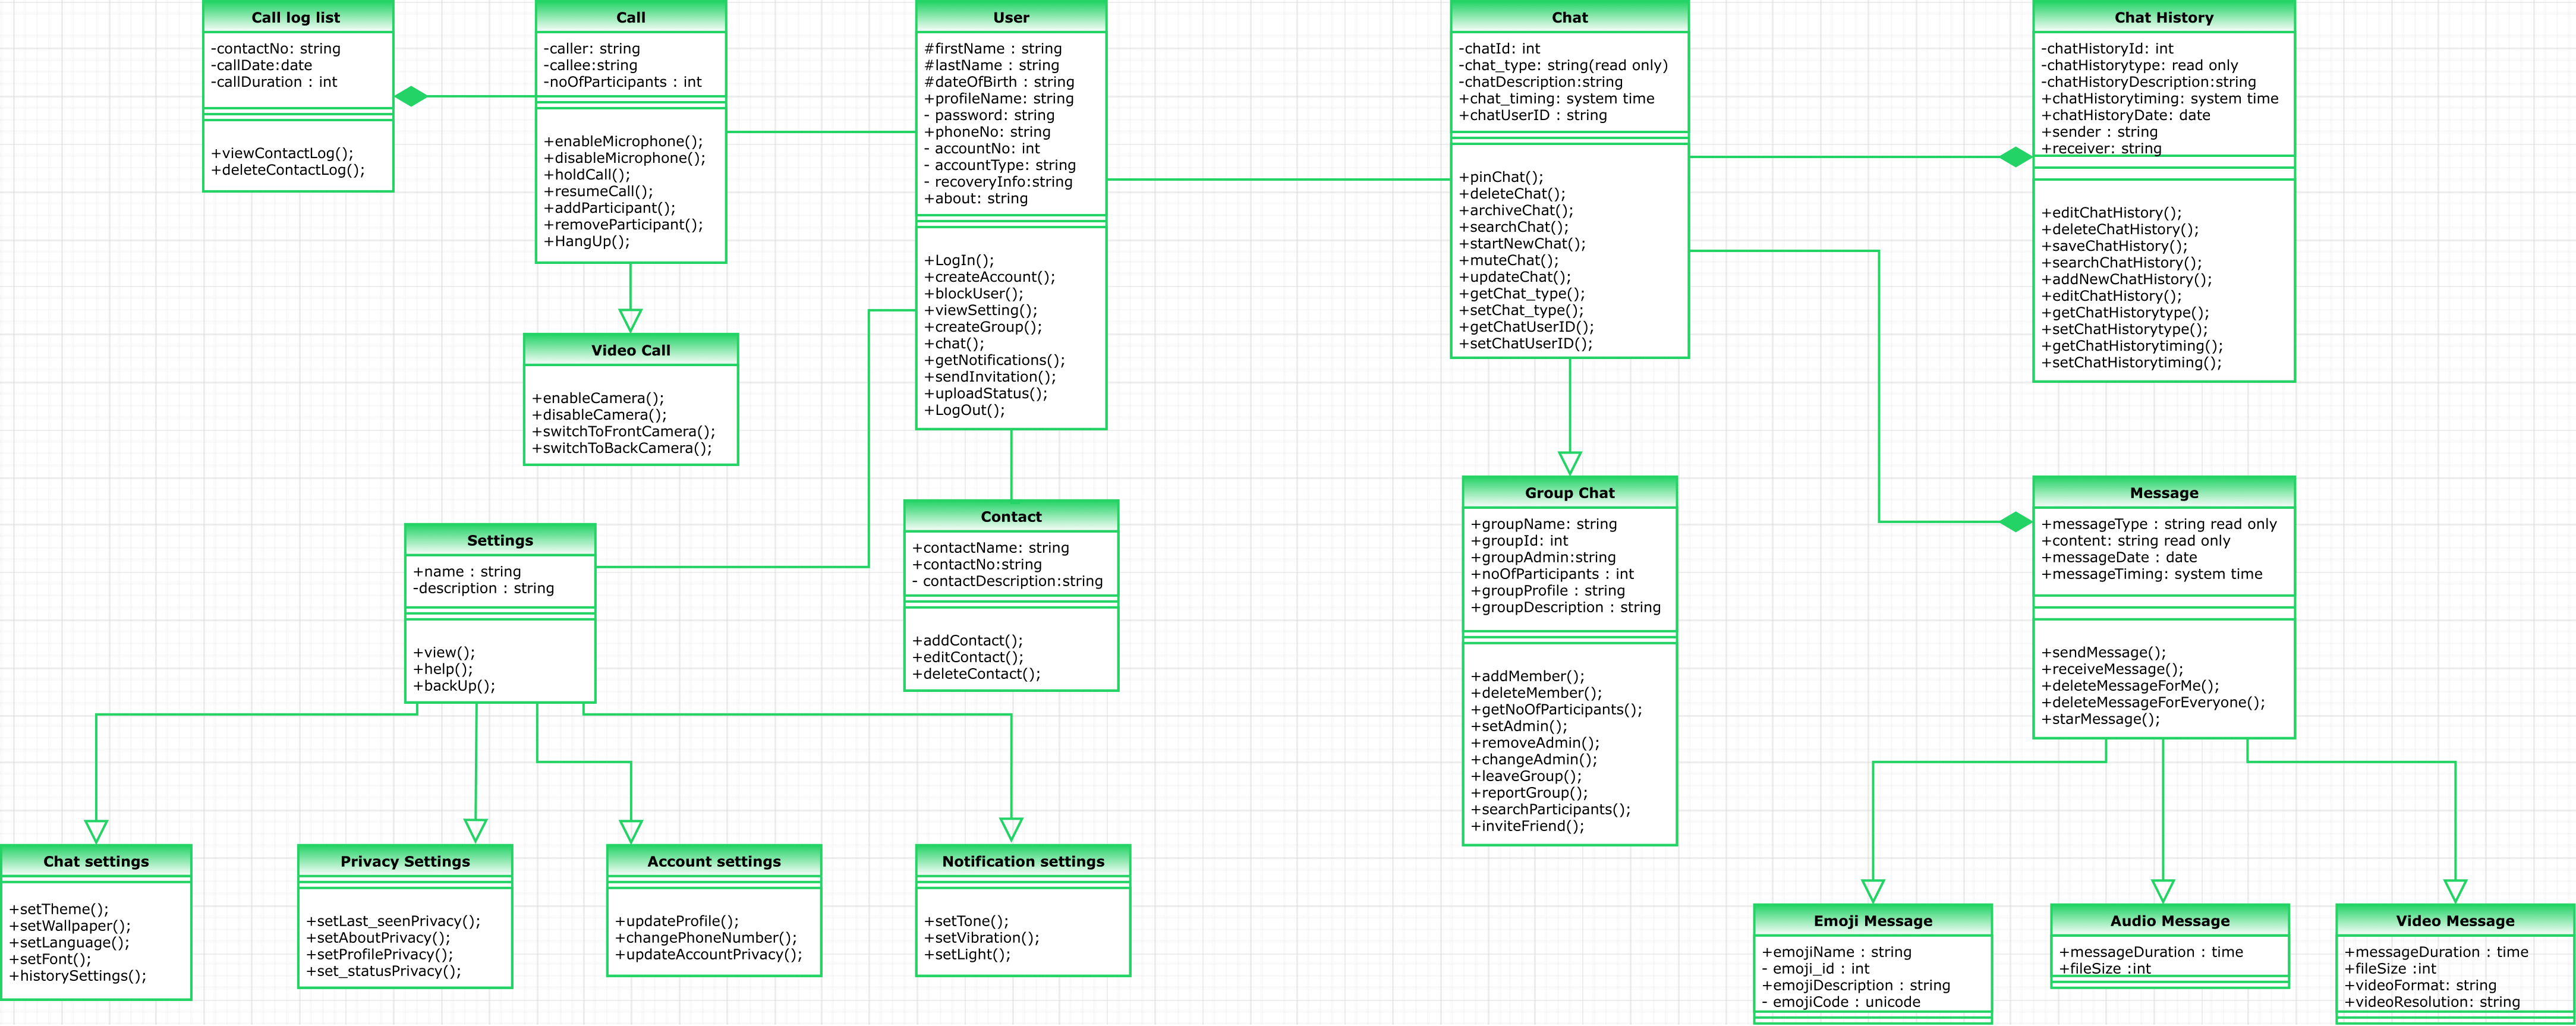 Call log list
-contactNo: string
-callDate:date
-callDuration : int
+viewContactLog();
+deleteContactLog();
Call
-caller: string
-callee:string
-noOfParticipants : int
+enableMicrophone();
+disableMicrophone();
+holdCall();
+resumeCall();
+addParticipant();
+removeParticipant();
+HangUp();
User
#firstName : string
#lastName : string
#dateOfBirth : string
+profileName: string
- password: string
+phoneNo: string
- accountNo: int
- accountType: string
- recoveryInfo:string
+about: string
+LogIn();
+createAccount();
+blockUser();
+viewSetting();
+createGroup();
+chat();
+getNotifications();
+sendInvitation();
+uploadStatus();
+LogOut();
Chat
-chatId: int
-chat_type: string(read only)
-chatDescription:string
+chat_timing: system time
+chatUserID : string
+pinChat();
+deleteChat();
+archiveChat();
+searchChat();
+startNewChat();
+muteChat();
+updateChat();
+getChat_type();
+setChat_type();
+getChatUserID();
+setChatUserID();
Chat History
-chatHistoryId: int
-chatHistorytype: read only
-chatHistoryDescription:string
+chatHistorytiming: system time
+chatHistoryDate: date
+sender : string
+receiver: string
+editChatHistory();
+deleteChatHistory();
+saveChatHistory();
+searchChatHistory();
+addNewChatHistory();
+editChatHistory();
+getChatHistorytype();
+setChatHistorytype();
+getChatHistorytiming();
+setChatHistorytiming();
Video Call
+enableCamera();
+disableCamera();
+switchToFrontCamera();
+switchToBackCamera();
Settings
+name : string
-description : string
+view();
+help();
+backUp();
Contact
+contactName: string
+contactNo:string
- contactDescription:string
+addContact();
+editContact();
+deleteContact();
Group Chat
+groupName: string
+groupId: int
+groupAdmin:string
+noOfParticipants : int
+groupProfile : string
+groupDescription : string
+addMember();
+deleteMember();
+getNoOfParticipants();
+setAdmin();
+removeAdmin();
+changeAdmin();
+leaveGroup();
+reportGroup();
+searchParticipants();
+inviteFriend();
Message
+messageType : string read only
+content: string read only
+messageDate : date
+messageTiming: system time
+sendMessage();
+receiveMessage();
+deleteMessageForMe();
+deleteMessageForEveryone();
+starMessage();
Chat settings
+setTheme();
+setWallpaper();
+setLanguage();
+setFont();
+historySettings();
Privacy Settings
+setLast_seenPrivacy();
+setAboutPrivacy();
+setProfilePrivacy();
+set_statusPrivacy();
Account settings
+updateProfile();
+changePhoneNumber();
+updateAccountPrivacy();
Notification settings
+setTone();
+setVibration();
+setLight();
Emoji Message
+emojiName : string
- emoji_id : int
+emojiDescription : string
- emojiCode : unicode
Audio Message
+messageDuration : time
+fileSize :int
Video Message
+messageDuration : time
+fileSize :int
+videoFormat: string
+videoResolution: string